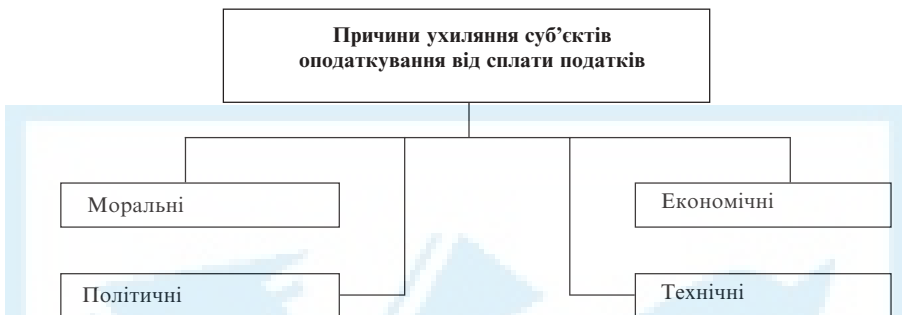 Причини ухиляння суб’єктів
оподаткування від сплати податків
Моральні
Економічні
Політичні
Технічні